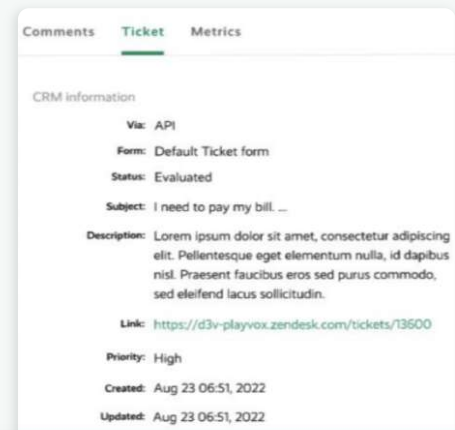 Comments Ticket Metrics
CRM information
Via: API
Form: Default Ticket form
Status: Evaluated
Subject: I need to pay my bill. ...
Description: Lorem ipsum dolor sit amet, consectetur adipiscing
elit. Pellentesque eget elementum nulla, id dapibus
nisl. Praesent faucibus eros sed purus commodo,
sed eleifend lacus sollicitudin.
Link: https://d3v-playvox.zendesk.com/tickets/13600
Priority: High
Created: Aug 23 06:51, 2022
Updated: Aug 23 06:51, 2022